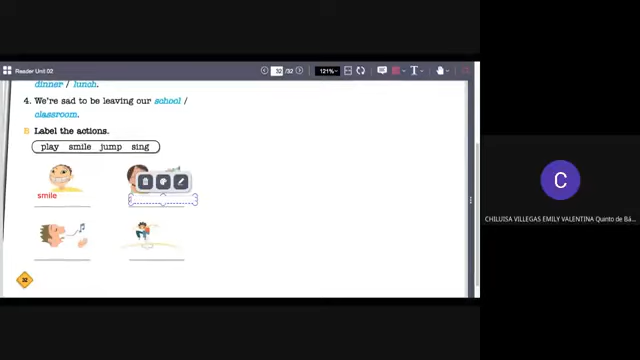 Reader Unit 02
32 /32
121%
T
dinner / lunch.
4. We're sad to be leaving our school /
classroom.
B Label the actions.
play smile jump sing
smile
32
C
CHILUISA VILLEGAS EMILY VALENTINA Quinto de Bá...